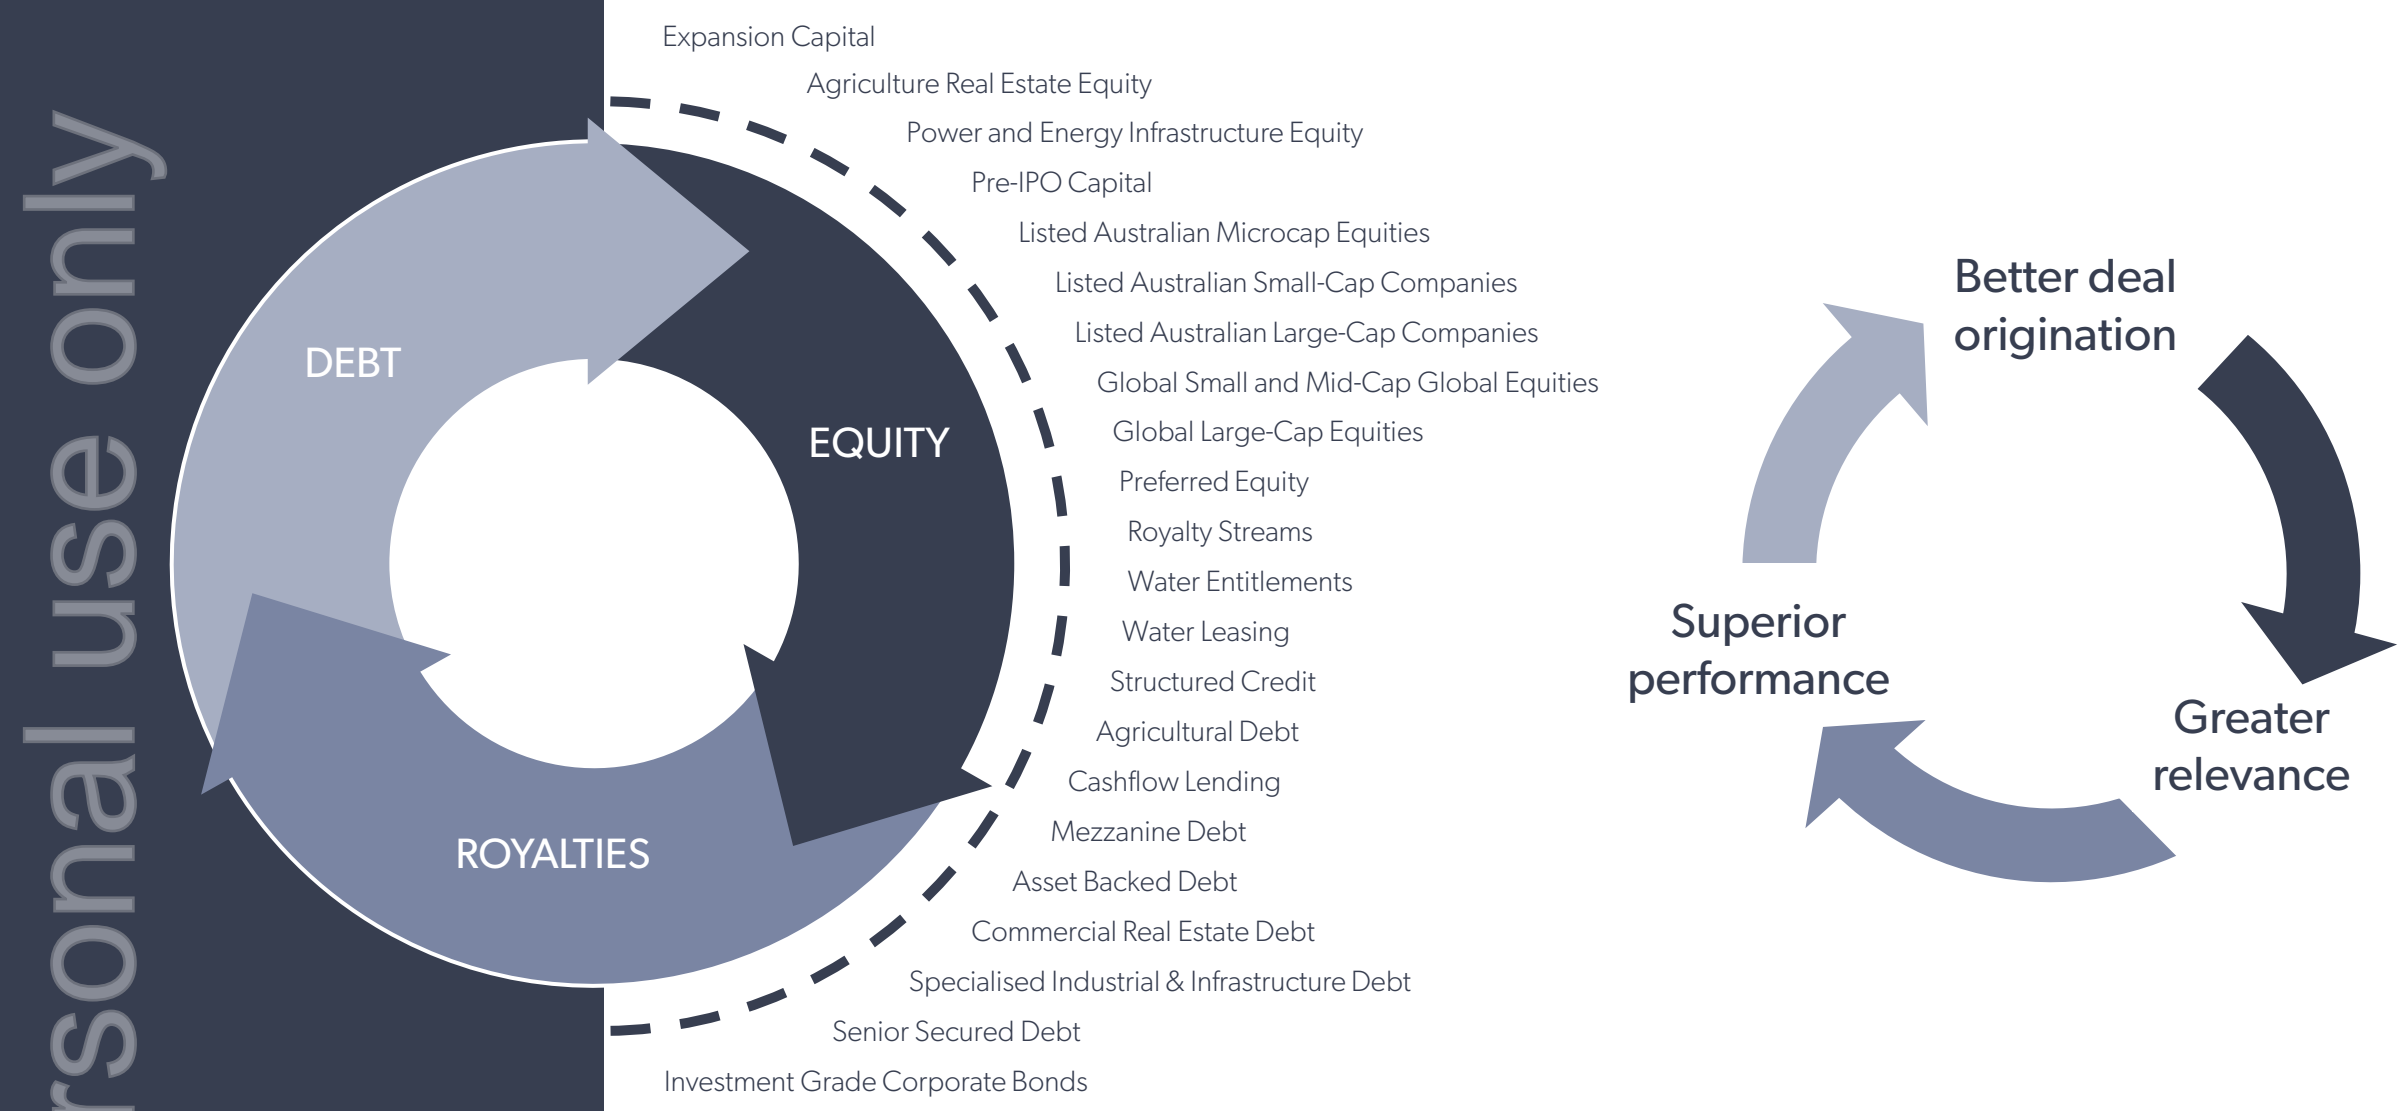 rsonal use only
DEBT
EQUITY
ROYALTIES
Expansion Capital
Agriculture Real Estate Equity
Power and Energy Infrastructure Equity
Pre-IPO Capital
Listed Australian Microcap Equities
Listed Australian Small-Cap Companies
Listed Australian Large-Cap Companies
Global Small and Mid-Cap Global Equities
Global Large-Cap Equities
Preferred Equity
Royalty Streams
Water Entitlements
Water Leasing
Structured Credit
Agricultural Debt
Cashflow Lending
Mezzanine Debt
Asset Backed Debt
Commercial Real Estate Debt
Specialised Industrial & Infrastructure Debt
Senior Secured Debt
Investment Grade Corporate Bonds
Better deal
origination
Greater
relevance
Superior
performance